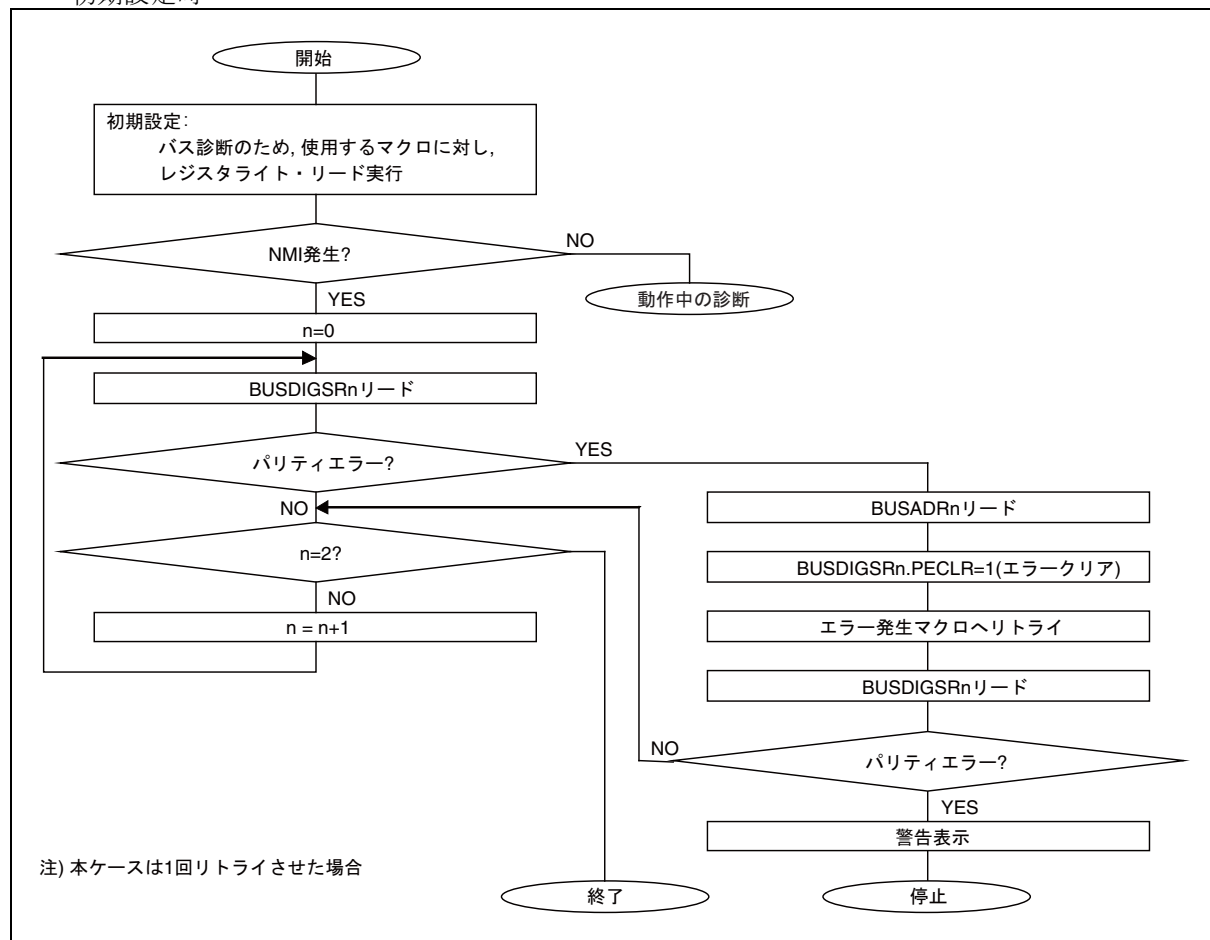 初期設定時
開始
初期設定:
バス診断のため, 使用するマクロに対し,
レジスタライト・リード実行
NMI発生?
NO
動作中の診断
YES
n=0
BUSDIGSRnリード
パリティエラー?
YES
NO
n=2?
NO
n = n+1
BUSADRnリード
BUSDIGSRn.PECLR=1(エラークリア)
エラー発生マクロへリトライ
BUSDIGSRnリード
パリティエラー?
NO
YES
警告表示
注) 本ケースは1回リトライさせた場合
終了
停止